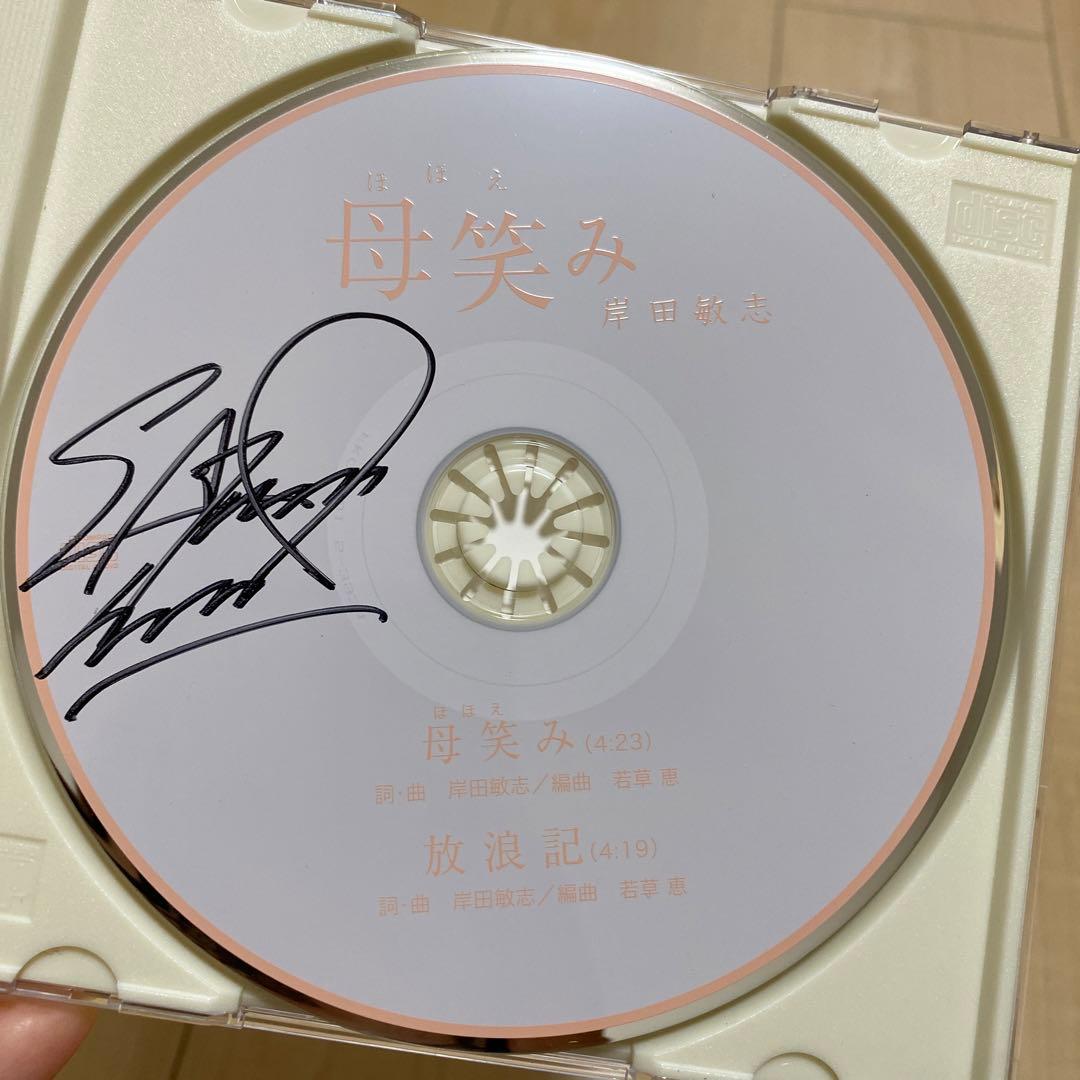 ほほえ
母笑み
岸田敏志
ほほえ
母笑み(4:23)
詞・曲 岸田敏志／編曲 若草 恵
放浪記(4:19)
詞・曲 岸田敏志／編曲 若草 恵
disc